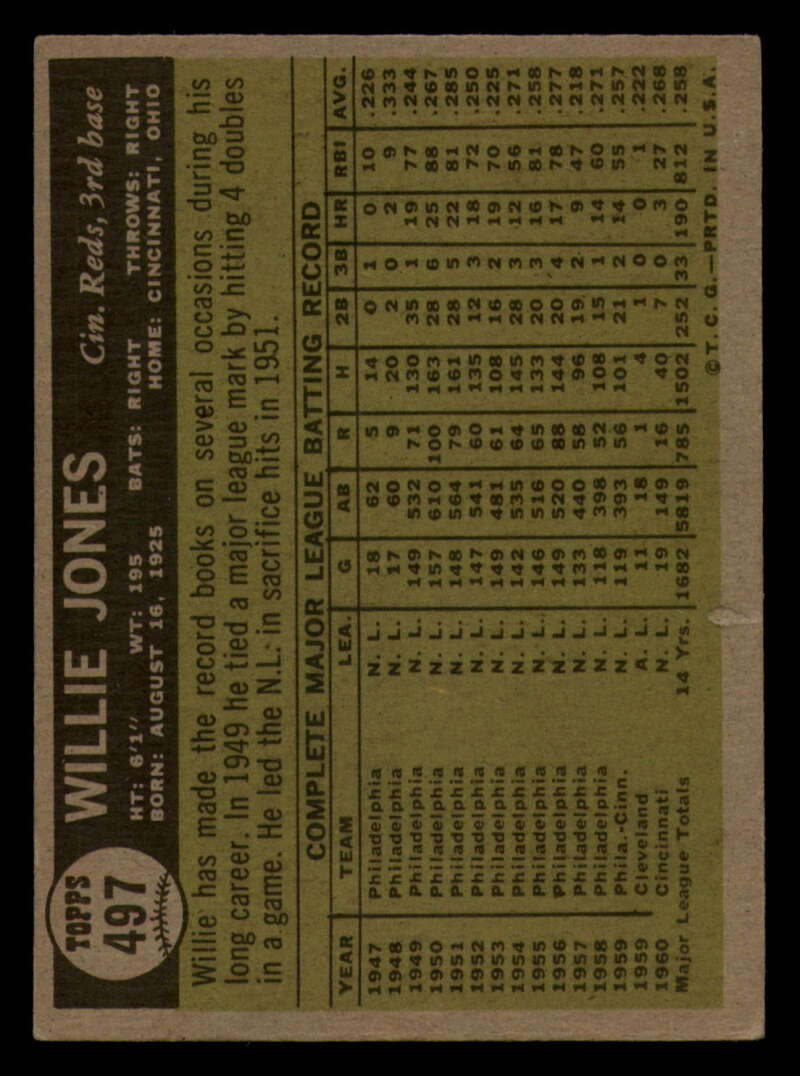 TOPPS
497
WILLIE JONES
Cin. Reds, 3rd base
HT: 6'1" WT: 195 BATS: RIGHT THROWS: RIGHT
BORN: AUGUST 16, 1925 HOME: CINCINNATI, OHIO
Willie has made the record books on several occasions during his
long career. In 1949 he tied a major league mark by hitting 4 doubles
in a game. He led the N.L. in sacrifice hits in 1951.
COMPLETE MAJOR LEAGUE BATTING RECORD
YEAR TEAM LEA. G AB R H 2B 3B HR RBI AVG.
1947 Philadelphia N. L. 18 62 5 14 0 1 0 10 .226
1948 Philadelphia N. L. 17 60 9 20 2 0 2 9 .333
1949 Philadelphia N. L. 149 532 71 130 35 1 19 77 .244
1950 Philadelphia N. L. 157 610 100 163 28 6 25 88 .267
1951 Philadelphia N. L. 148 564 79 161 28 5 22 81 .285
1952 Philadelphia N. L. 147 541 60 135 12 3 18 72 .250
1953 Philadelphia N. L. 149 481 61 108 16 2 19 70 .225
1954 Philadelphia N. L. 142 535 64 145 28 3 12 56 .271
1955 Philadelphia N. L. 146 516 65 133 20 3 16 81 .258
1956 Philadelphia N. L. 149 520 88 144 20 4 17 78 .277
1957 Philadelphia N. L. 133 440 58 96 19 2 9 47 .218
1958 Philadelphia N. L. 118 398 52 108 15 1 14 60 .271
1959 Phila.-Cinn. N. L. 119 393 56 101 21 2 14 55 .257
1959 Cleveland A. L. 11 18 1 4 1 0 0 1 .222
1960 Cincinnati N. L. 19 149 16 40 7 0 3 27 .268
Major League Totals 14 Yrs. 1682 5819 785 1502 252 33 190 812 .258
©T. C. G.—PRTD. IN U.S.A.